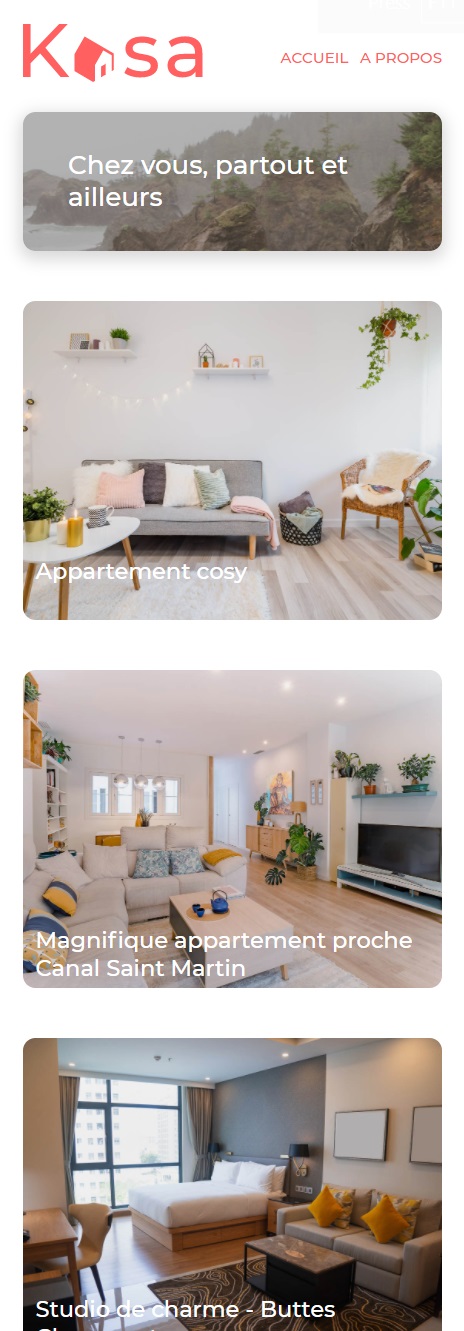 Kasa
ACCUEIL A PROPOS
Chez vous, partout et
ailleurs
Appartement cosy
Magnifique appartement proche
Canal Saint Martin
Studio de charme - Buttes